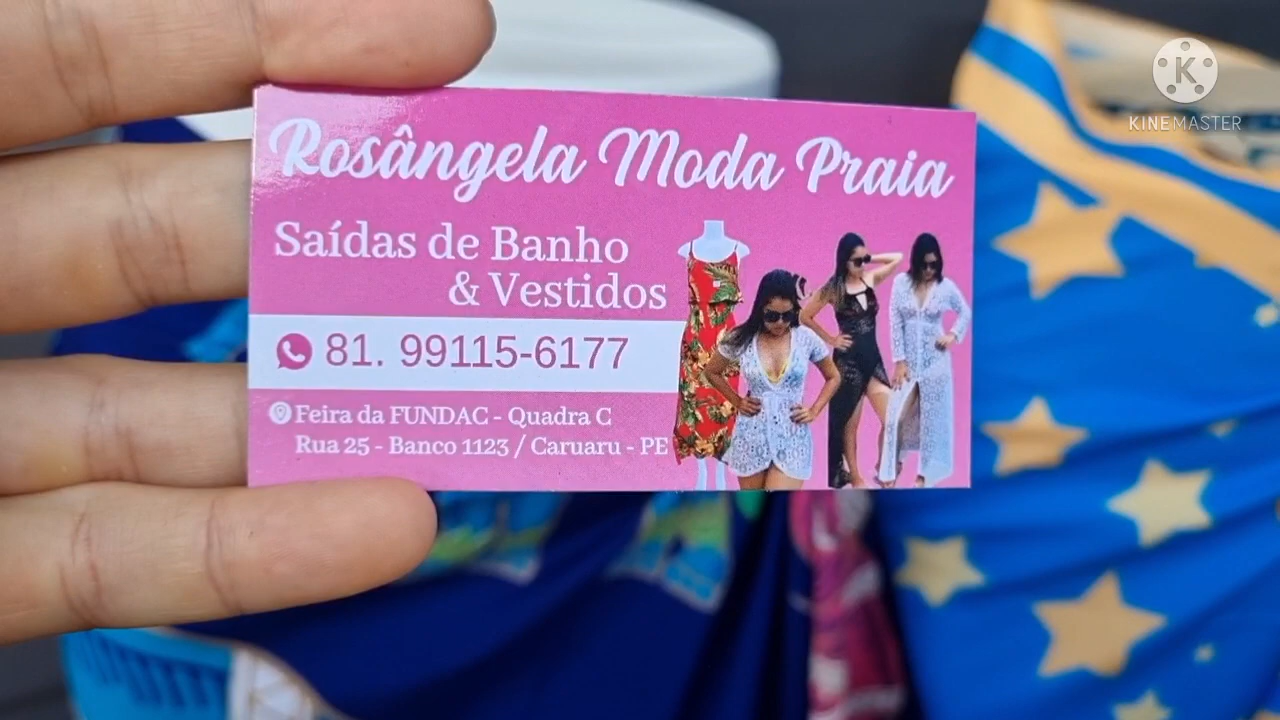 Rosângela Moda Praia
Saídas de Banho
& Vestidos
81. 99115-6177
Feira da FUNDAC - Quadra C
Rua 25 - Banco 1123 / Caruaru - PE
K
KINEMASTER